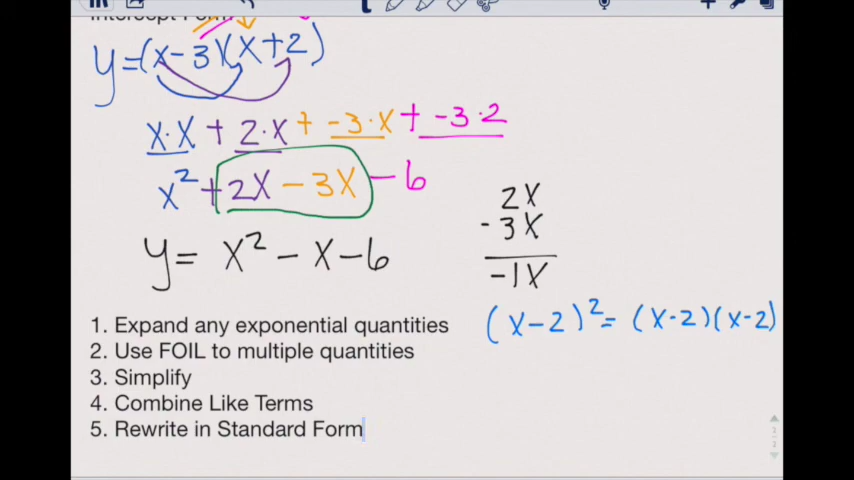 Intercept Form
y=(x-3)(x+2)
x·x + 2·x + -3·x + -3·2
x²+2x-3x-6
2x
-3x
-1x
y= x²-x-6
(x-2)²=(x-2)(x-2)
1. Expand any exponential quantities
2. Use FOIL to multiple quantities
3. Simplify
4. Combine Like Terms
5. Rewrite in Standard Form